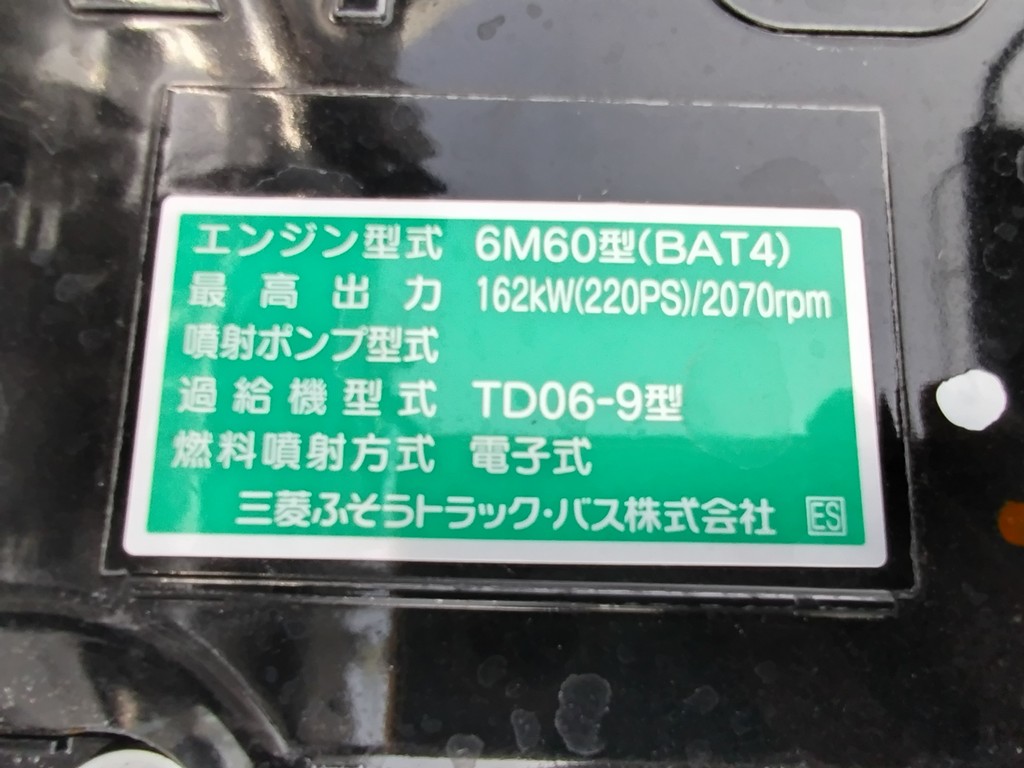 エンジン型式 6M60型(BAT4)
最高出力 162kW(220PS)/2070rpm
噴射ポンプ型式
過給機型式 TD06-9型
燃料噴射方式 電子式
三菱ふそうトラック・バス株式会社 ES